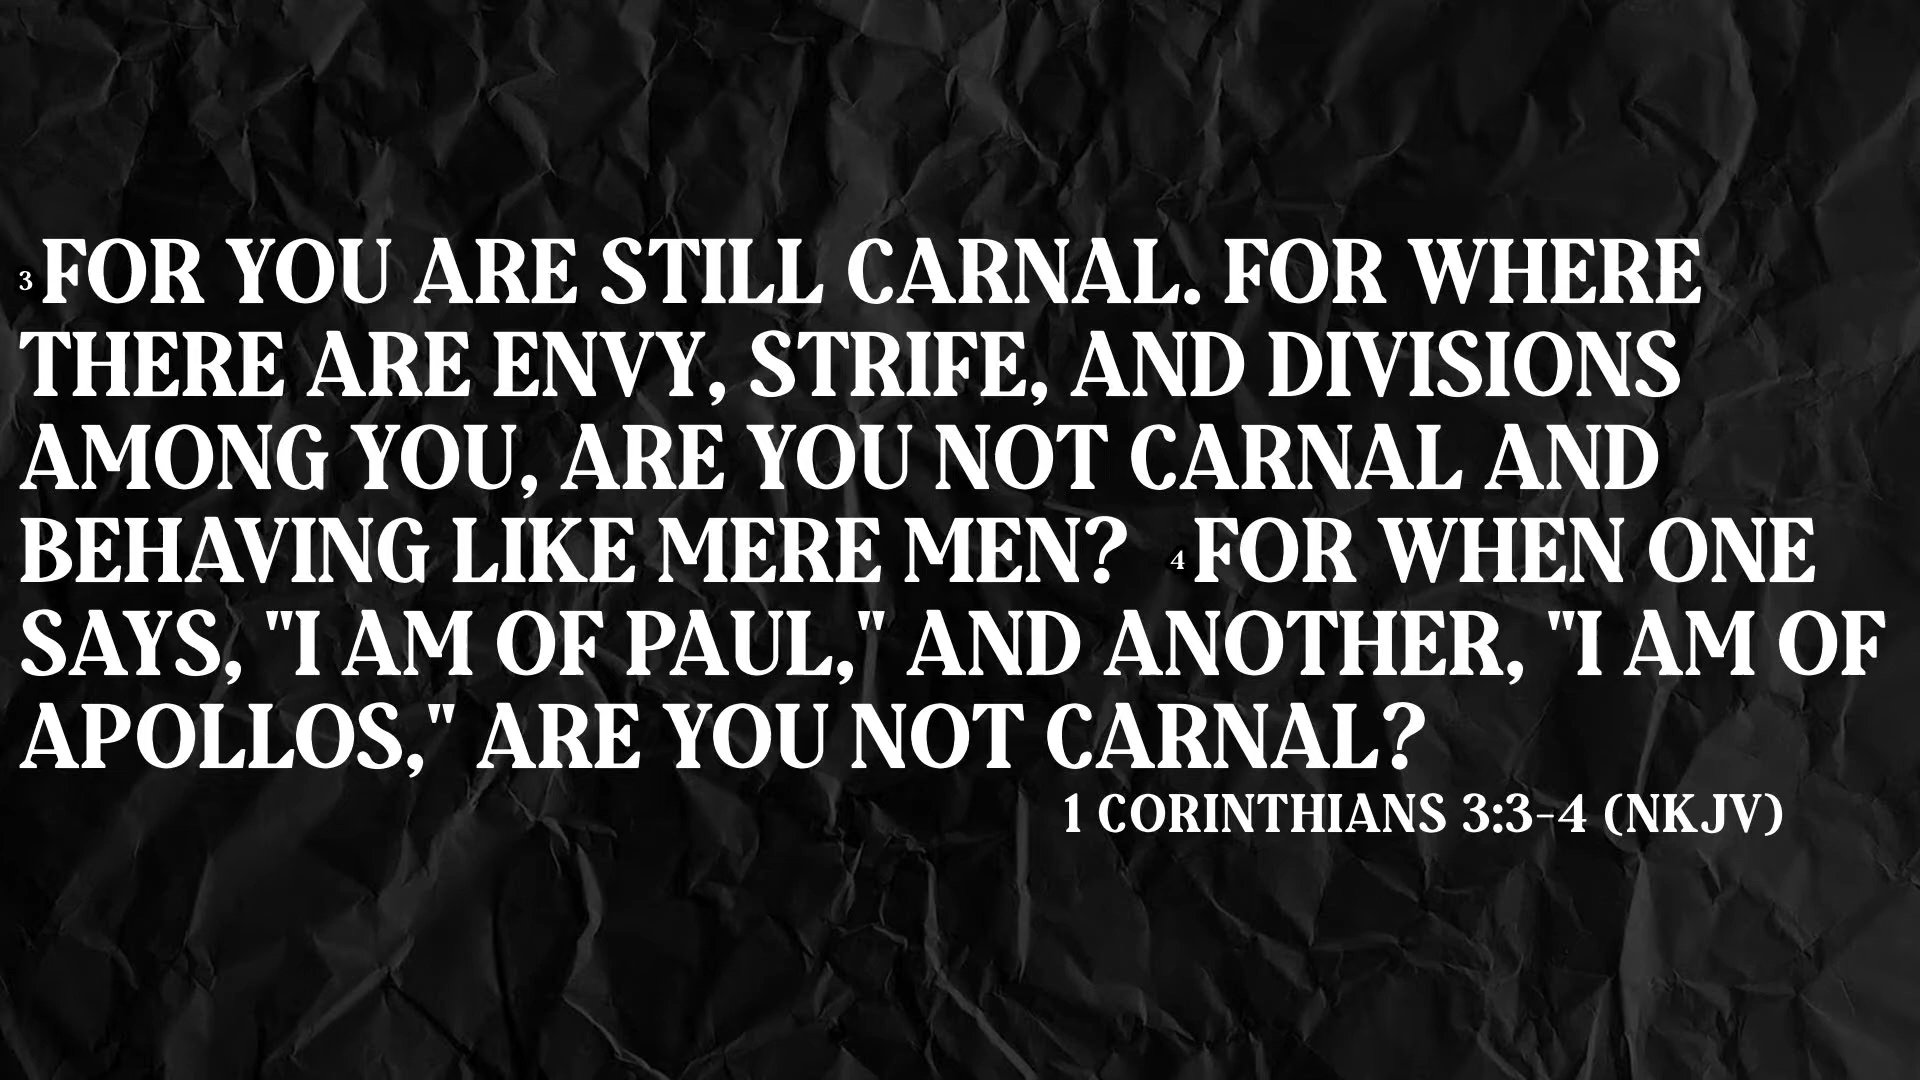 3 FOR YOU ARE STILL CARNAL. FOR WHERE
THERE ARE ENVY, STRIFE, AND DIVISIONS
AMONG YOU, ARE YOU NOT CARNAL AND
BEHAVING LIKE MERE MEN? 4 FOR WHEN ONE
SAYS, "I AM OF PAUL," AND ANOTHER, "I AM OF
APOLLOS," ARE YOU NOT CARNAL?
1 CORINTHIANS 3:3-4 (NKJV)